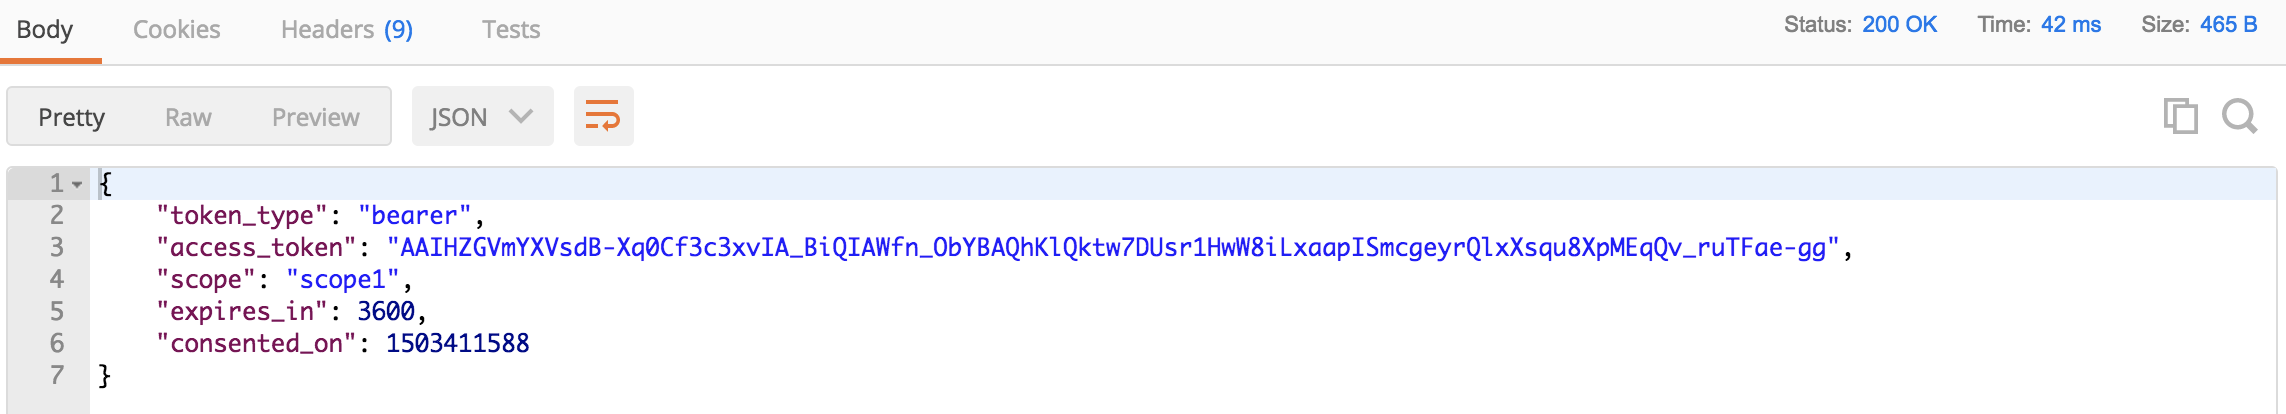 Body Cookies Headers (9) Tests Status: 200 OK Time: 42 ms Size: 465 B
Pretty Raw Preview JSON
1 {
2 "token_type": "bearer",
3 "access_token": "AAIHZGVmYXVsdB-Xq0Cf3c3xvIA_BiQIAWfn_ObYBAQhKlQktw7DUsr1HwW8iLxaapISmcgeyrQlxXsqu8XpMEqQv_ruTFae-gg",
4 "scope": "scope1",
5 "expires_in": 3600,
6 "consented_on": 1503411588
7 }